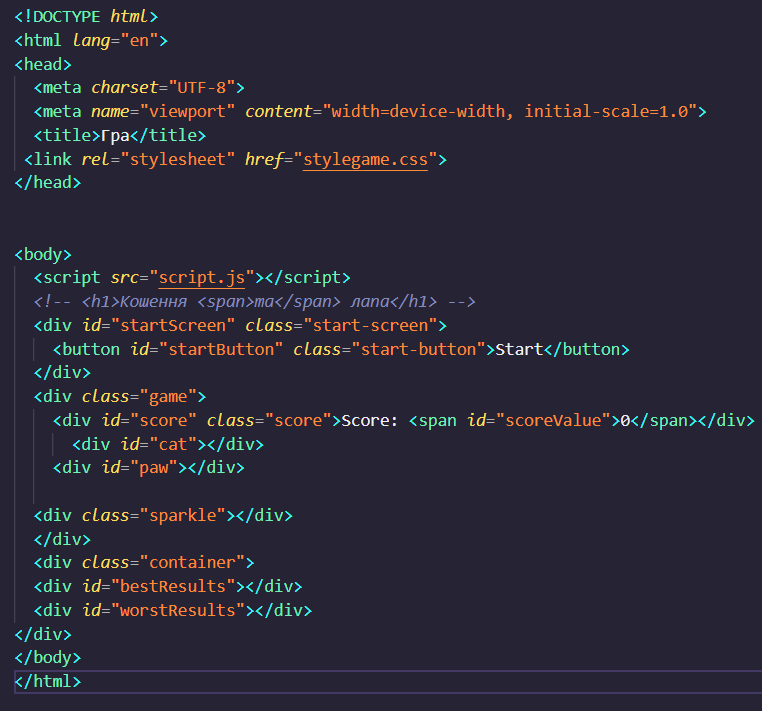 <!DOCTYPE html>
<html lang="en">
<head>
<meta charset="UTF-8">
<meta name="viewport" content="width=device-width, initial-scale=1.0">
<title>Гра</title>
<link rel="stylesheet" href="stylegame.css">
</head>
<body>
<script src="script.js"></script>
<!-- <h1>Кошення <span>та</span> лапа</h1> -->
<div id="startScreen" class="start-screen">
<button id="startButton" class="start-button">Start</button>
</div>
<div class="game">
<div id="score" class="score">Score: <span id="scoreValue">0</span></div>
<div id="cat"></div>
<div id="paw"></div>
<div class="sparkle"></div>
</div>
<div class="container">
<div id="bestResults"></div>
<div id="worstResults"></div>
</div>
</body>
</html>